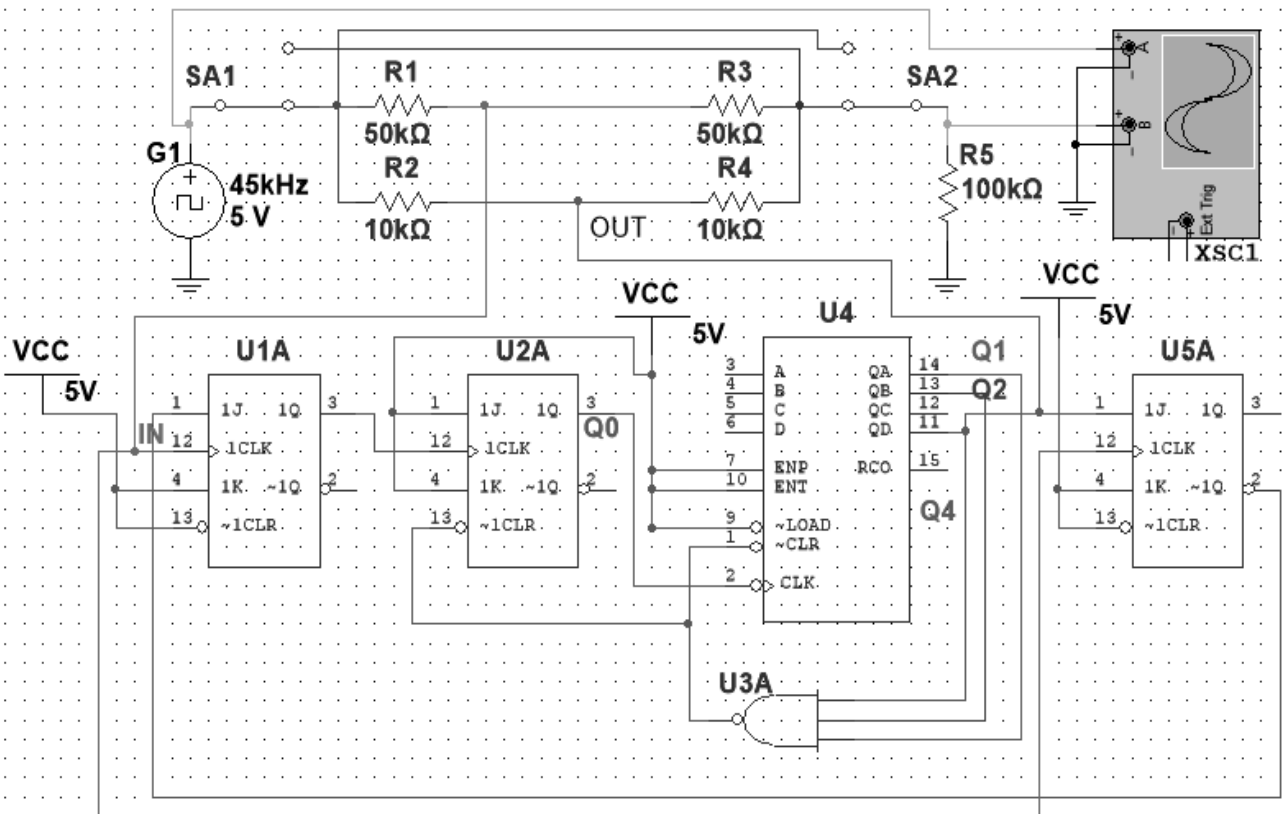 SA1
R1
R3
SA2
50kΩ
50kΩ
G1
45kHz
5 V
R2
R4
R5
100kΩ
10kΩ
OUT
10kΩ
+
A
-
+
B
-
Ext Trig
-
+
XSC1
VCC
5V
U1A
U2A
VCC
5V
U4
Q1
Q2
VCC
5V
U5A
1 1J 1Q 3
IN 12 1CLK
4 1K ~1Q 2
13 ~1CLR
1 1J 1Q 3
Q0
12 1CLK
4 1K ~1Q 2
13 ~1CLR
3 A QA 14
4 B QB 13
5 C QC 12
6 D QD 11
7 ENP RCO 15
10 ENT
Q4
9 ~LOAD
1 ~CLR
2 CLK
1 1J 1Q 3
12 1CLK
4 1K ~1Q 2
13 ~1CLR
U3A